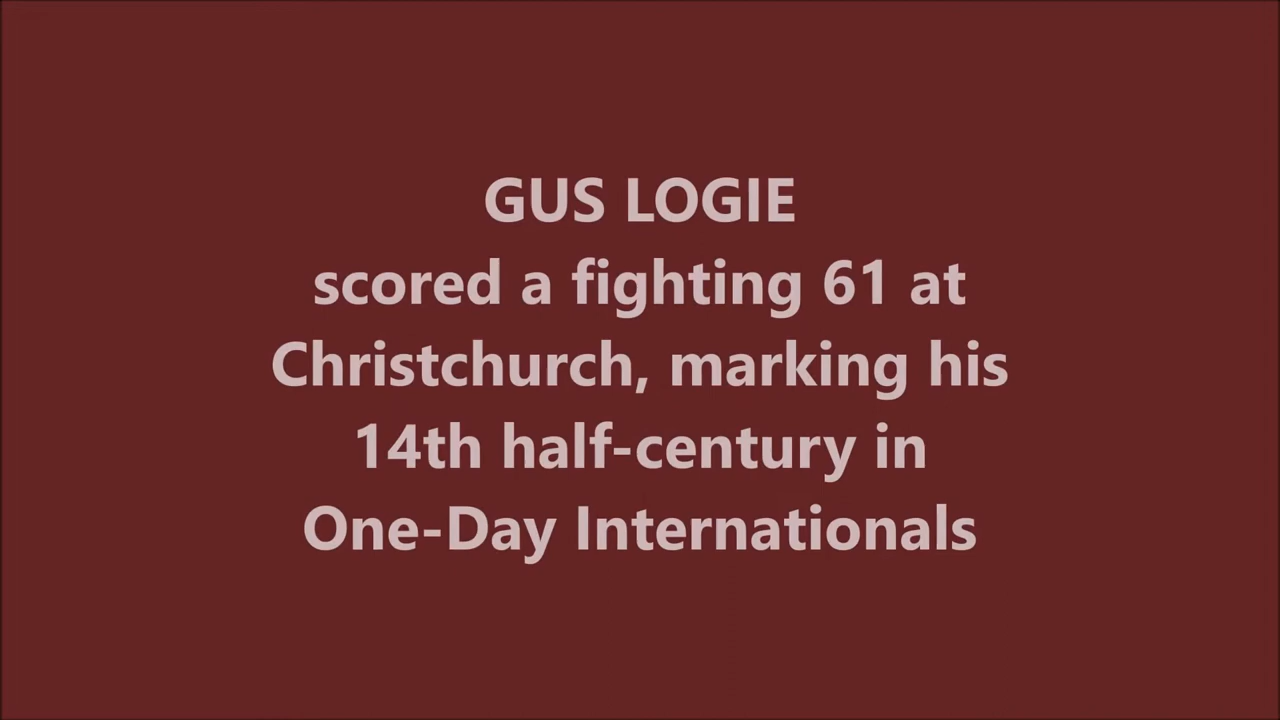 GUS LOGIE
scored a fighting 61 at
Christchurch, marking his
14th half-century in
One-Day Internationals